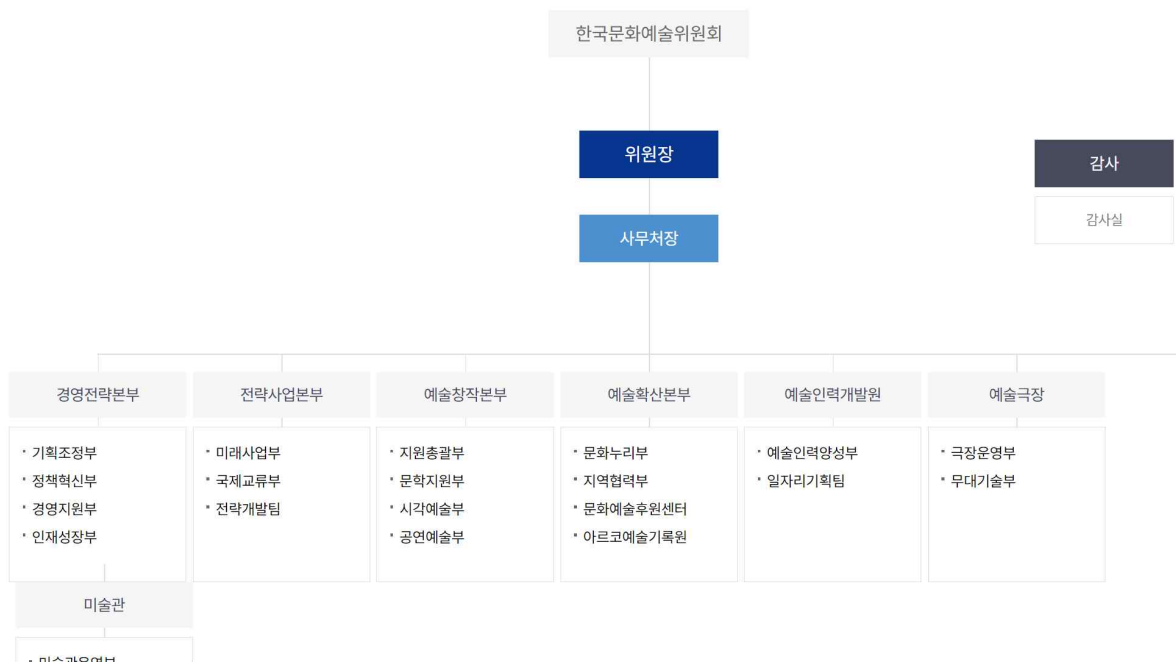 한국문화예술위원회
위원장
감사
감사실
사무처장
경영전략본부
기획조정부
정책혁신부
경영지원부
인재성장부
전략사업본부
미래사업부
국제교류부
전략개발팀
예술창작본부
지원총괄부
문학지원부
시각예술부
공연예술부
예술확산본부
문화누리부
지역협력부
문화예술후원센터
아르코예술기록원
예술인력개발원
예술인력양성부
일자리기획팀
예술극장
극장운영부
무대기술부
미술관
미술관운영부